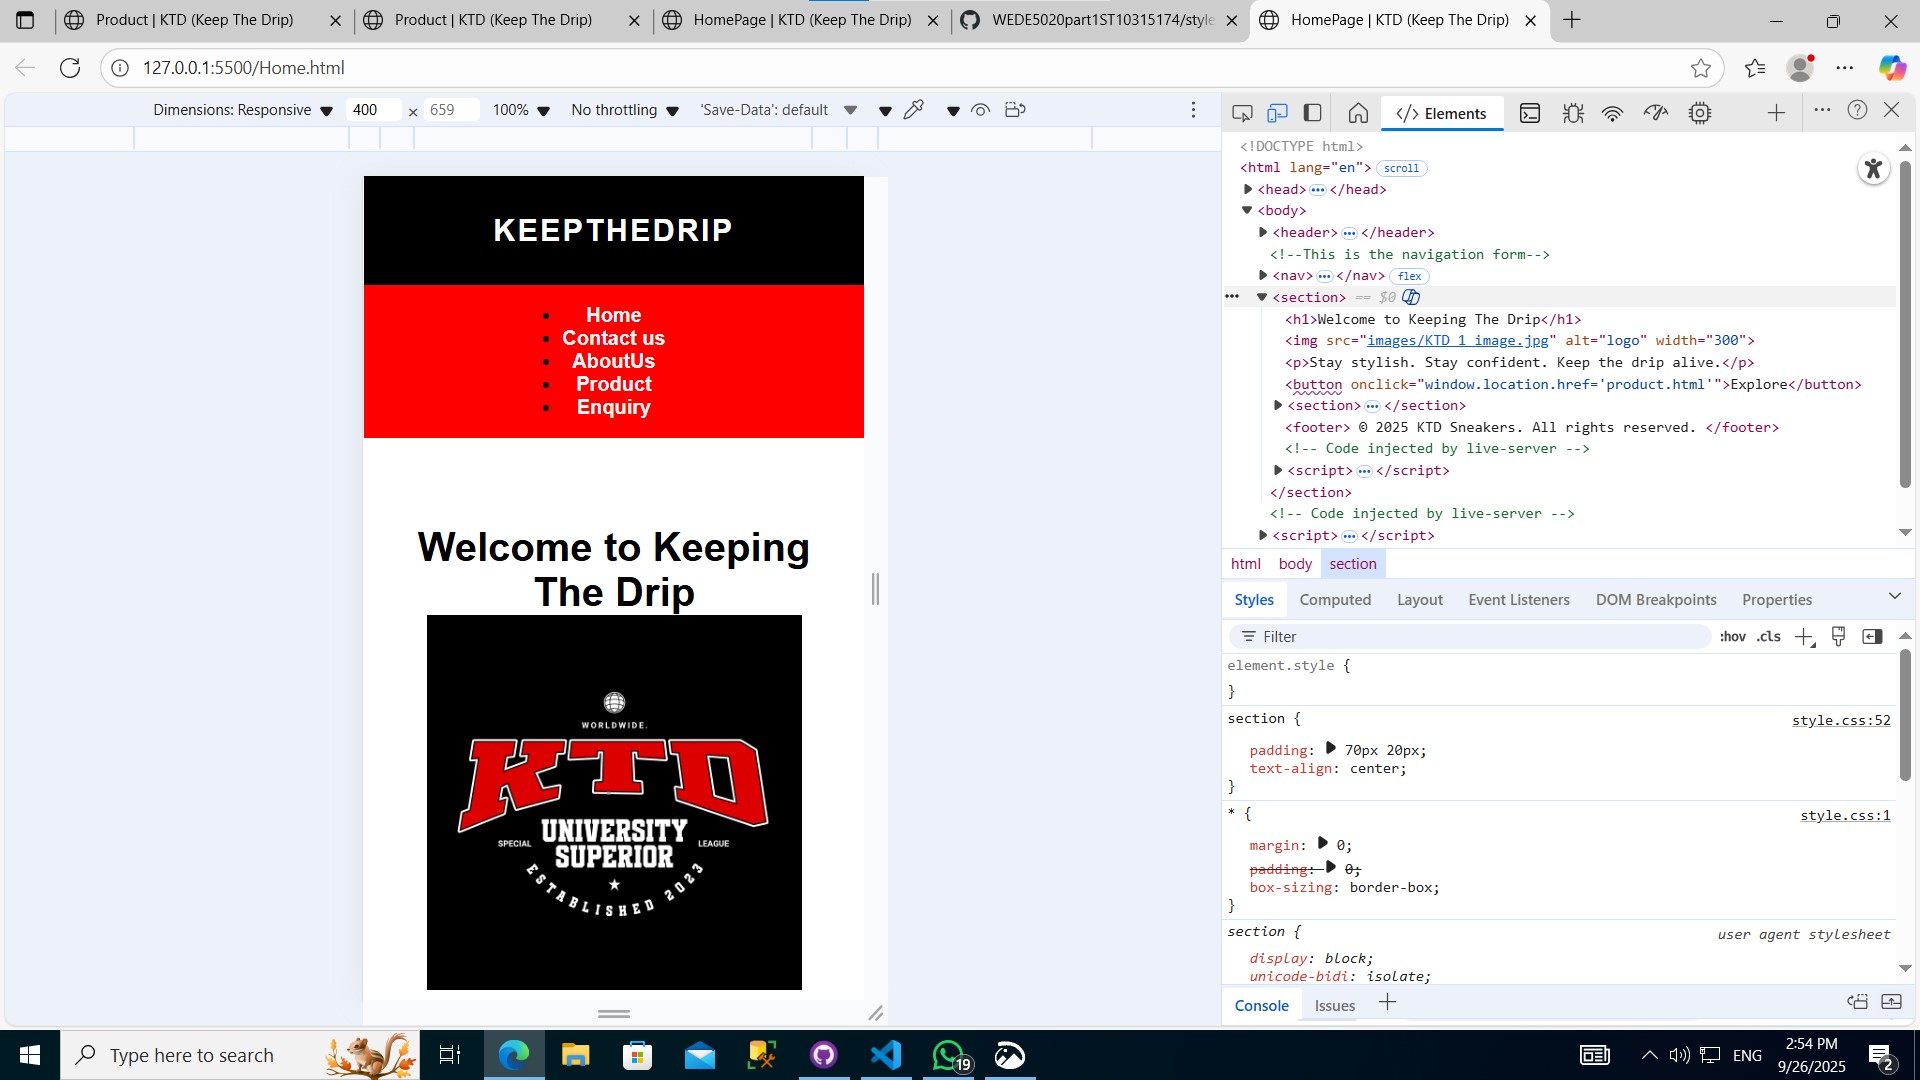 Product | KTD (Keep The Drip)
Product | KTD (Keep The Drip)
HomePage | KTD (Keep The Drip)
WEDE5020part1ST10315174/style
HomePage | KTD (Keep The Drip)
127.0.0.1:5500/Home.html
Dimensions: Responsive 400 × 659 100% No throttling 'Save-Data': default
Elements
KEEPTHEDRIP
Home
Contact us
AboutUs
Product
Enquiry
Welcome to Keeping
The Drip
WORLDWIDE.
KTD
SPECIAL UNIVERSITY SUPERIOR LEAGUE
ESTABLISHED 2023
<!DOCTYPE html>
<html lang="en"> scroll
<head> ••• </head>
<body>
<header> ••• </header>
<!--This is the navigation form-->
<nav> ••• </nav> flex
••• <section> == $0
<h1>Welcome to Keeping The Drip</h1>
<img src="images/KTD 1 image.jpg" alt="logo" width="300">
<p>Stay stylish. Stay confident. Keep the drip alive.</p>
<button onclick="window.location.href='product.html'">Explore</button>
<section> ••• </section>
<footer> © 2025 KTD Sneakers. All rights reserved. </footer>
<!-- Code injected by live-server -->
<script> ••• </script>
</section>
<!-- Code injected by live-server -->
<script> ••• </script>
html body section
Styles Computed Layout Event Listeners DOM Breakpoints Properties
Filter :hov .cls
element.style {
}
section { style.css:52
padding: 70px 20px;
text-align: center;
}
* { style.css:1
margin: 0;
padding: 0;
box-sizing: border-box;
}
section { user agent stylesheet
display: block;
unicode-bidi: isolate;
Console Issues
Type here to search
19
ENG
2:54 PM
9/26/2025
2